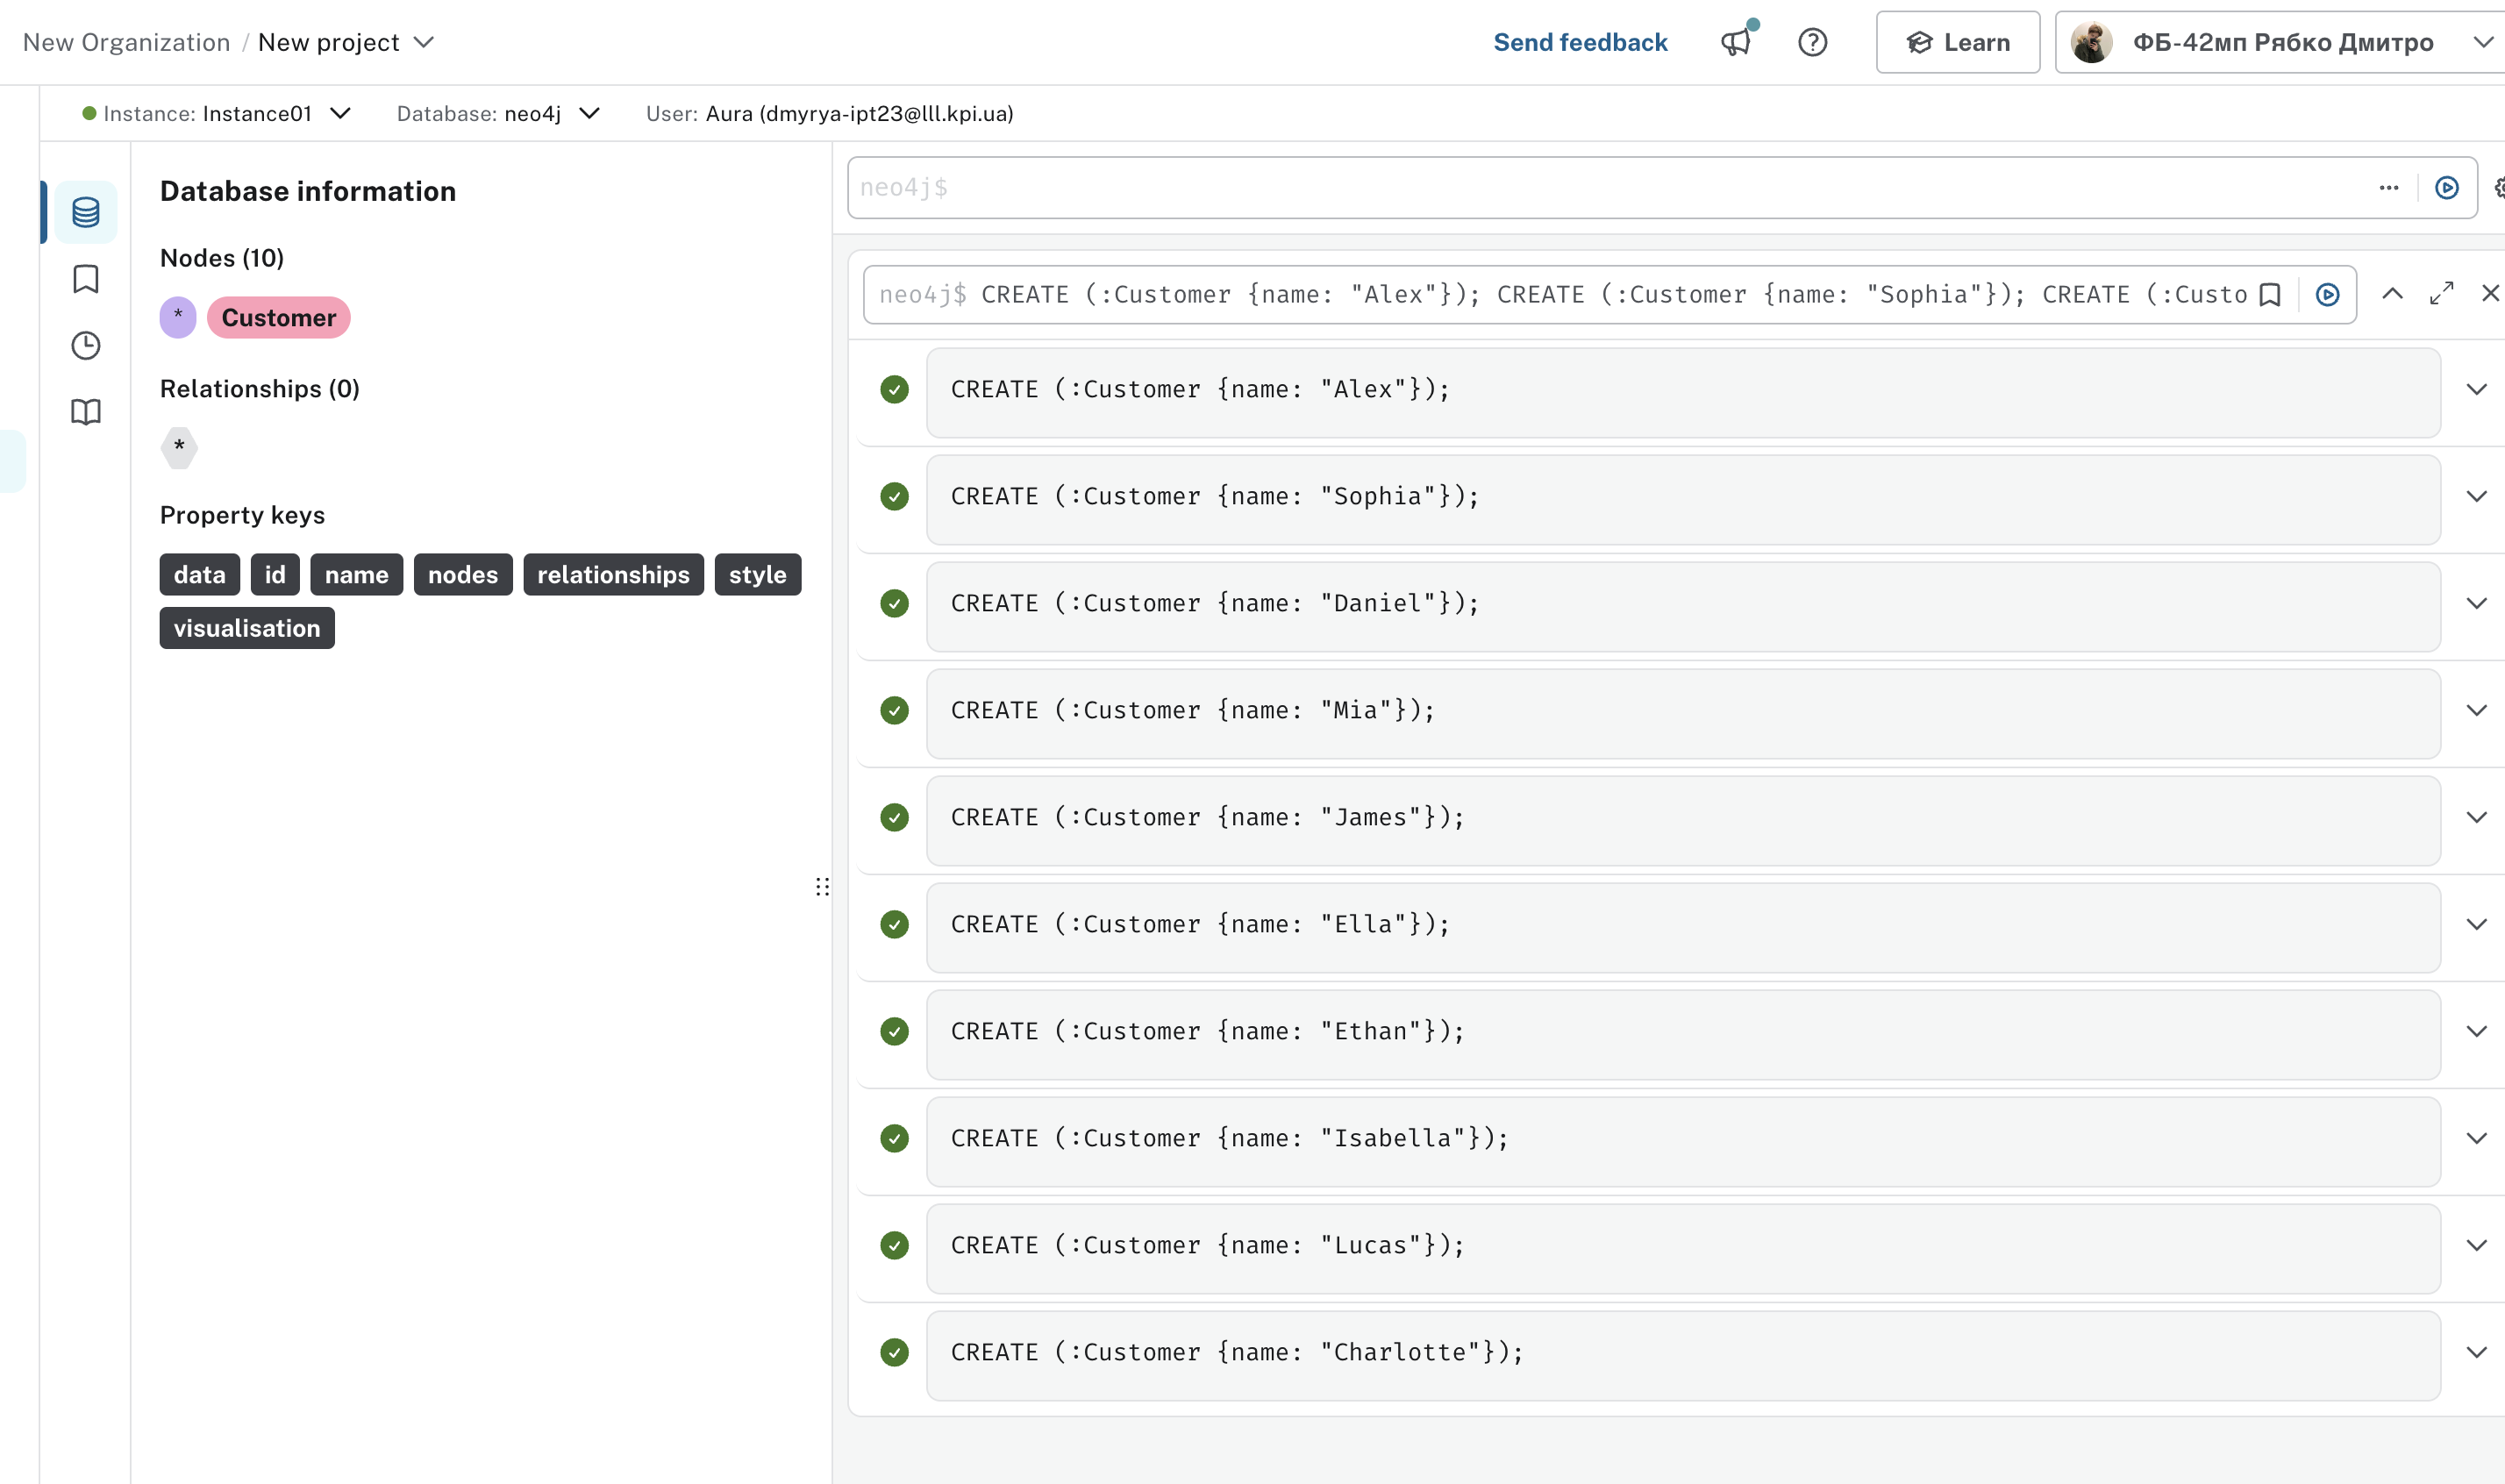 New Organization / New project
Send feedback
Learn
ФБ-42мп Рябко Дмитро
Instance: Instance01
Database: neo4j
User: Aura (dmyrya-ipt23@lll.kpi.ua)
Database information
Nodes (10)
* Customer
Relationships (0)
*
Property keys
data id name nodes relationships style
visualisation
neo4j$
neo4j$ CREATE (:Customer {name: "Alex"}); CREATE (:Customer {name: "Sophia"}); CREATE (:Custo
CREATE (:Customer {name: "Alex"});
CREATE (:Customer {name: "Sophia"});
CREATE (:Customer {name: "Daniel"});
CREATE (:Customer {name: "Mia"});
CREATE (:Customer {name: "James"});
CREATE (:Customer {name: "Ella"});
CREATE (:Customer {name: "Ethan"});
CREATE (:Customer {name: "Isabella"});
CREATE (:Customer {name: "Lucas"});
CREATE (:Customer {name: "Charlotte"});